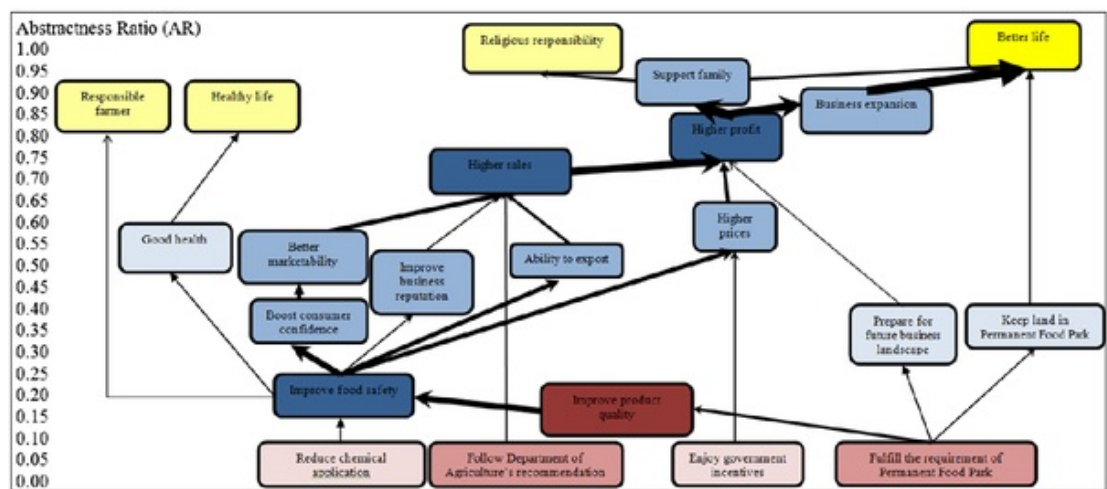 Abstractness Ratio (AR)
1.00
0.95
0.90
0.85
0.80
0.75
0.70
0.65
0.60
0.55
0.50
0.45
0.40
0.35
0.30
0.25
0.20
0.15
0.10
0.05
0.00
Religious responsibility
Better life
Support family
Responsible
farmer
Healthy life
Business expansion
Higher profit
Higher sales
Higher
prices
Good health
Better
marketability
Improve
business
reputation
Ability to export
Boost consumer
confidence
Prepare for
future business
landscape
Keep land in
Permanent Food Park
Improve food safety
Improve product
quality
Reduce chemical
application
Follow Department of
Agriculture's recommendation
Enjoy government
incentives
Fulfill the requirement of
Permanent Food Park